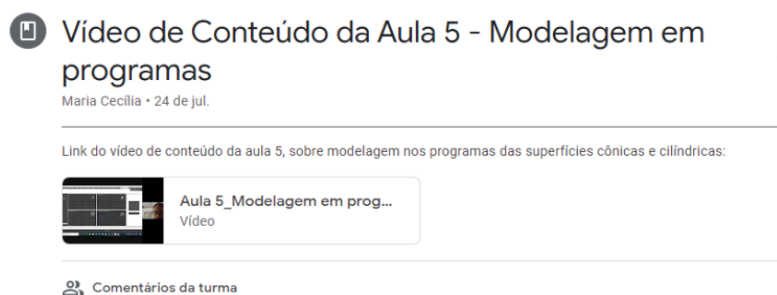 Vídeo de Conteúdo da Aula 5 - Modelagem em
programas
Maria Cecília • 24 de jul.
Link do vídeo de conteúdo da aula 5, sobre modelagem nos programas das superfícies cônicas e cilíndricas:
Aula 5_Modelagem em prog...
Vídeo
Comentários da turma